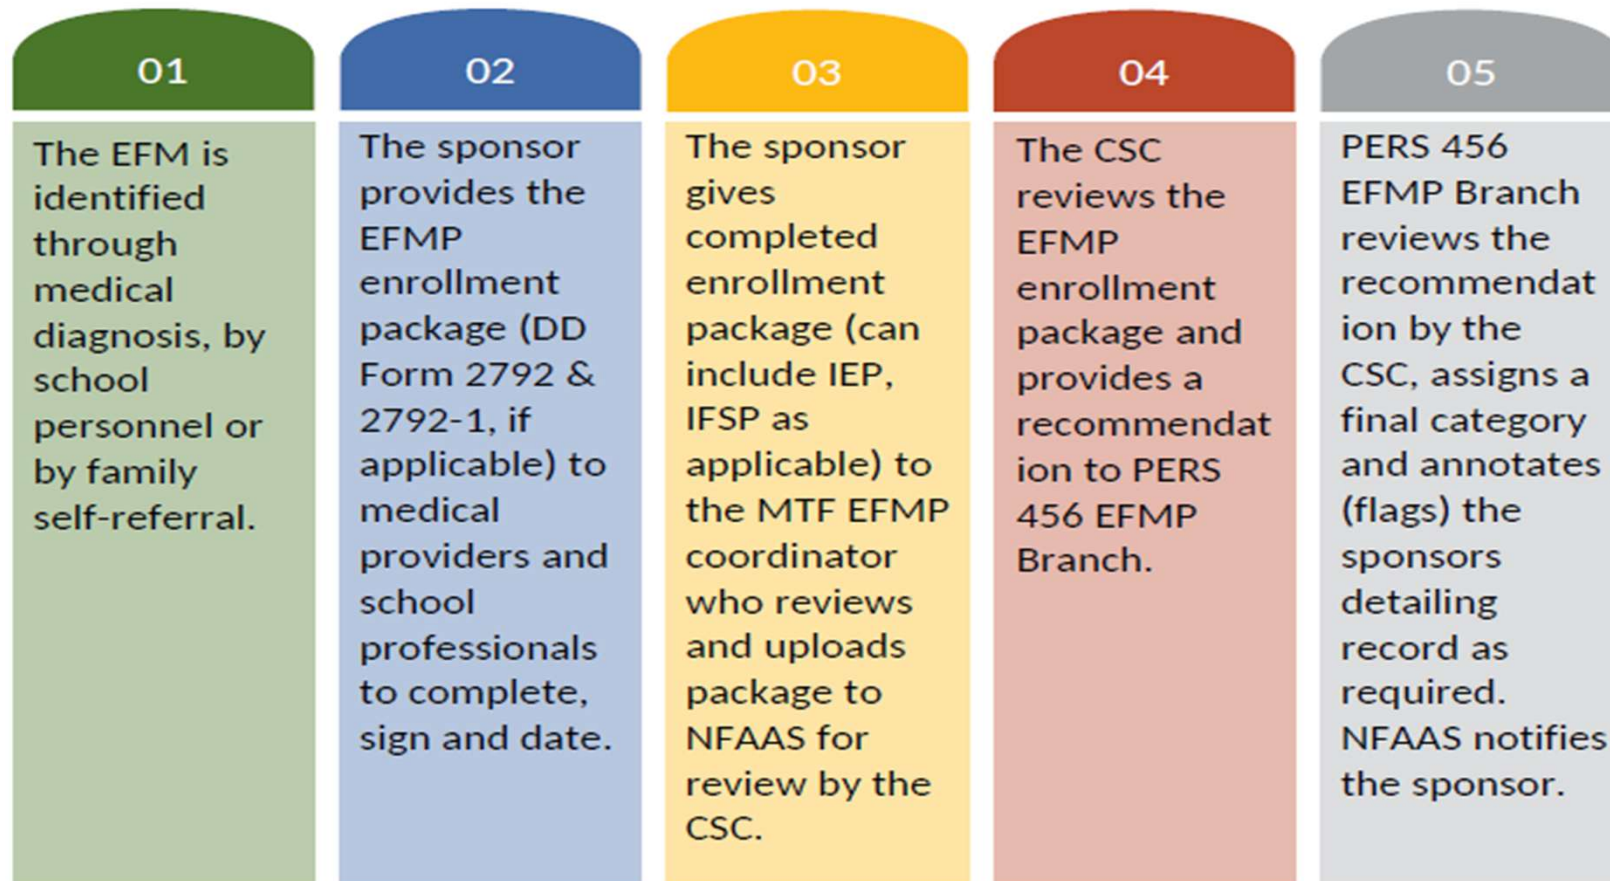 01
The EFM is
identified
through
medical
diagnosis, by
school
personnel or
by family
self-referral.
02
The sponsor
provides the
EFMP
enrollment
package (DD
Form 2792 &
2792-1, if
applicable) to
medical
providers and
school
professionals
to complete,
sign and date.
03
The sponsor
gives
completed
enrollment
package (can
include IEP,
IFSP as
applicable) to
the MTF EFMP
coordinator
who reviews
and uploads
package to
NFAAS for
review by the
CSC.
04
The CSC
reviews the
EFMP
enrollment
package and
provides a
recommendat
ion to PERS
456 EFMP
Branch.
05
PERS 456
EFMP Branch
reviews the
recommendat
ion by the
CSC, assigns a
final category
and annotates
(flags) the
sponsors
detailing
record as
required.
NFAAS notifies
the sponsor.